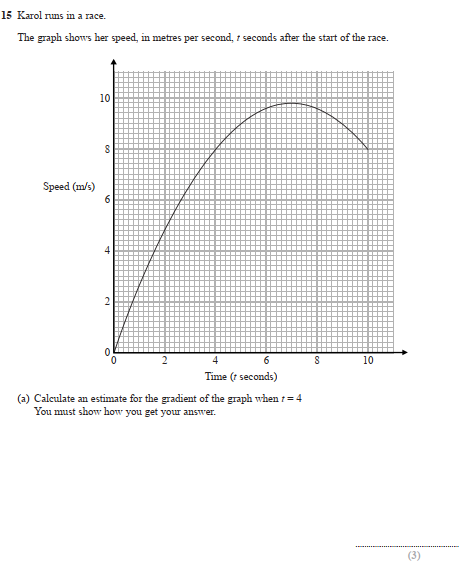 15 Karol runs in a race.
The graph shows her speed, in metres per second, t seconds after the start of the race.
10
8
Speed (m/s)
6
4
2
0
0 2 4 6 8 10
Time (t seconds)
(a) Calculate an estimate for the gradient of the graph when t = 4
You must show how you get your answer.
(3)